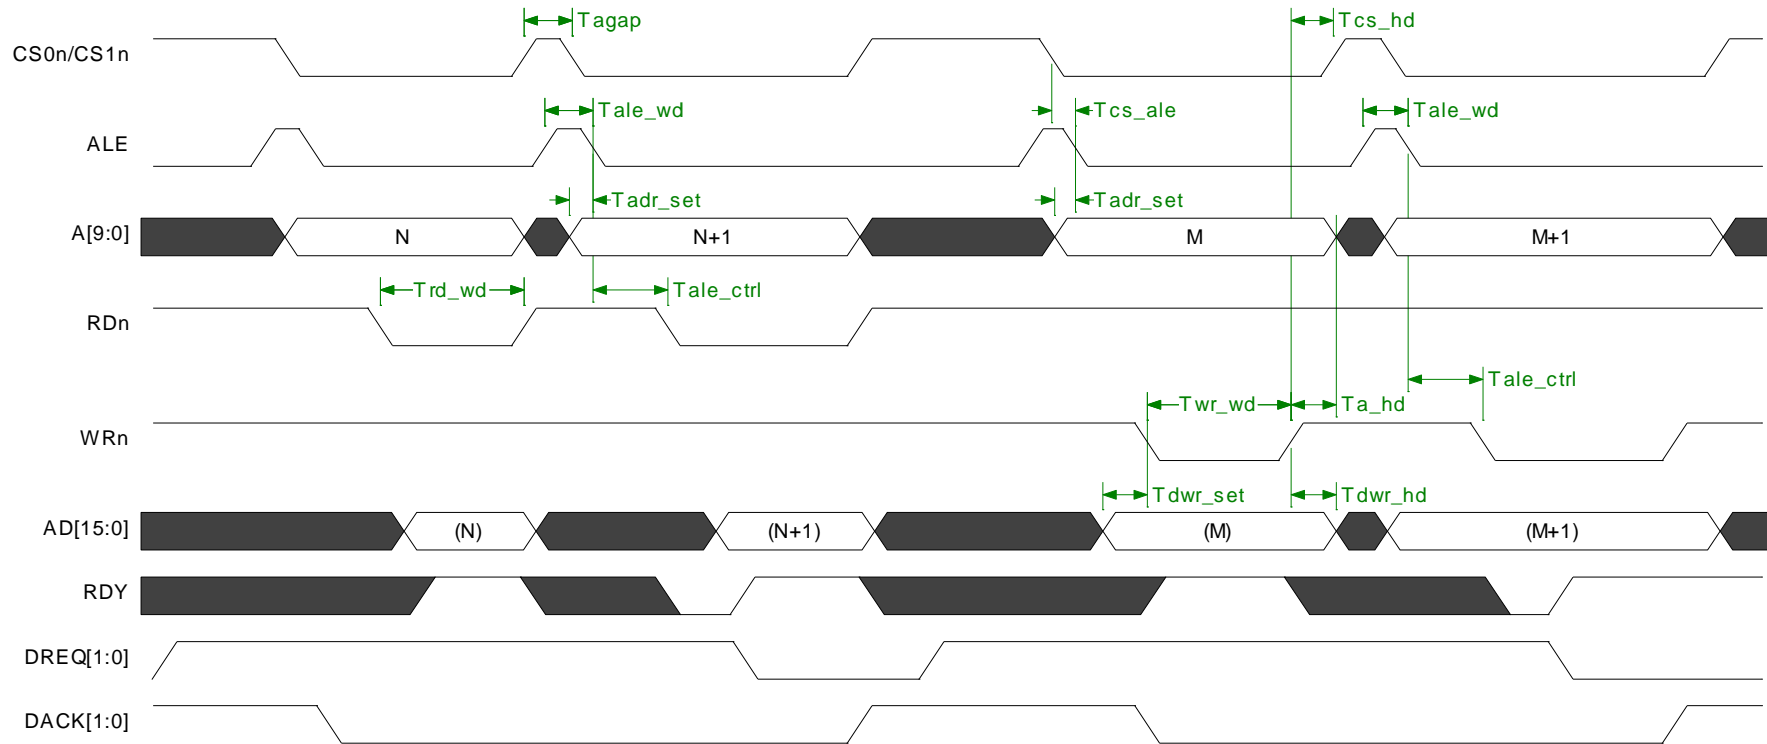 Tagap Tcs_hd
CS0n/CS1n
Tale_wd Tcs_ale Tale_wd
ALE
Tadr_set Tadr_set
A[9:0] N N+1 M M+1
Trd_wd Tale_ctrl
RDn
Tale_ctrl
Twr_wd Ta_hd
WRn
Tdwr_set Tdwr_hd
AD[15:0] (N) (N+1) (M) (M+1)
RDY
DREQ[1:0]
DACK[1:0]